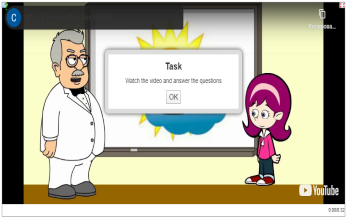 C
Task
Watch the video and answer the questions
OK
YouTube